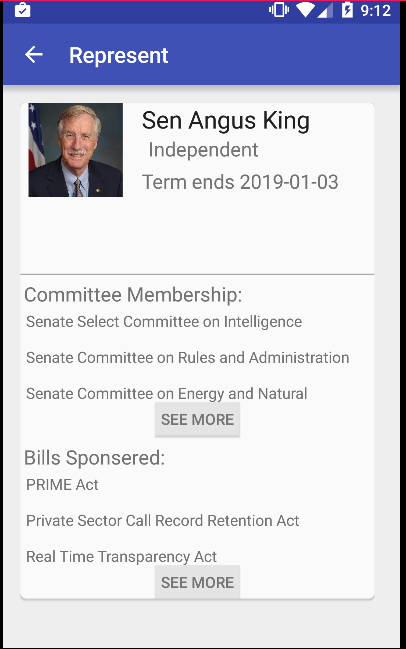 9:12
Represent
Sen Angus King
Independent
Term ends 2019-01-03
Committee Membership:
Senate Select Committee on Intelligence
Senate Committee on Rules and Administration
Senate Committee on Energy and Natural
SEE MORE
Bills Sponsered:
PRIME Act
Private Sector Call Record Retention Act
Real Time Transparency Act
SEE MORE